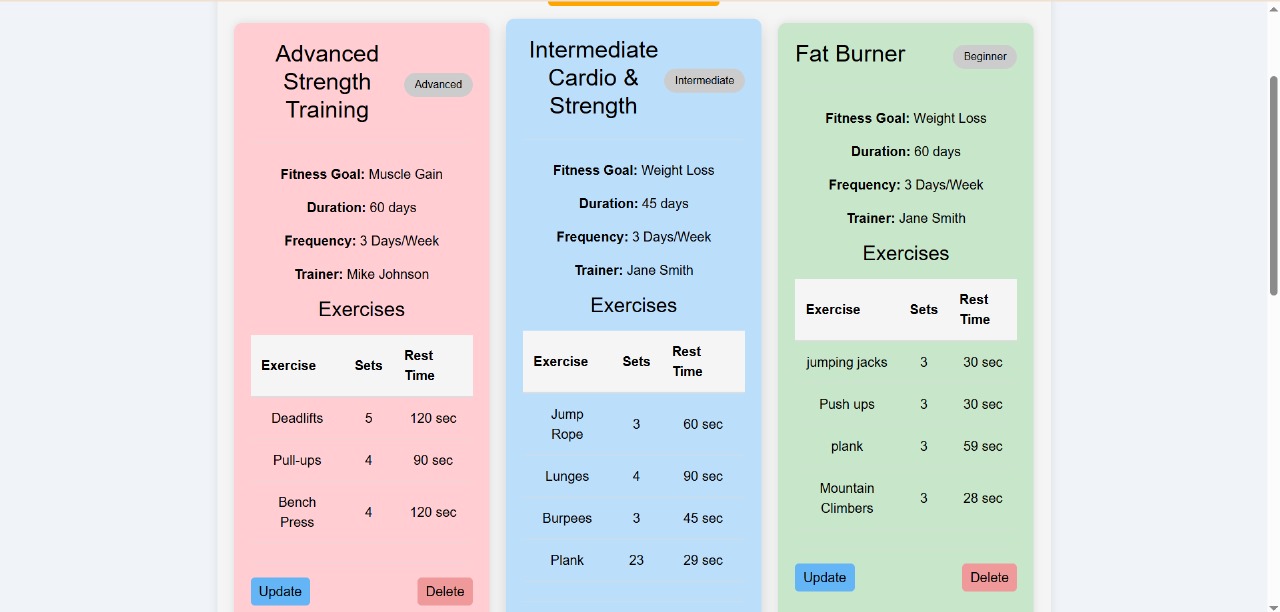 Advanced
Strength
Training
Advanced
Fitness Goal: Muscle Gain
Duration: 60 days
Frequency: 3 Days/Week
Trainer: Mike Johnson
Exercises
Exercise Sets Rest
Time
Deadlifts 5 120 sec
Pull-ups 4 90 sec
Bench
Press 4 120 sec
Update Delete
Intermediate
Cardio &
Strength
Intermediate
Fitness Goal: Weight Loss
Duration: 45 days
Frequency: 3 Days/Week
Trainer: Jane Smith
Exercises
Exercise Sets Rest
Time
Jump
Rope 3 60 sec
Lunges 4 90 sec
Burpees 3 45 sec
Plank 23 29 sec
Fat Burner
Beginner
Fitness Goal: Weight Loss
Duration: 60 days
Frequency: 3 Days/Week
Trainer: Jane Smith
Exercises
Exercise Sets Rest
Time
jumping jacks 3 30 sec
Push ups 3 30 sec
plank 3 59 sec
Mountain
Climbers 3 28 sec
Update Delete